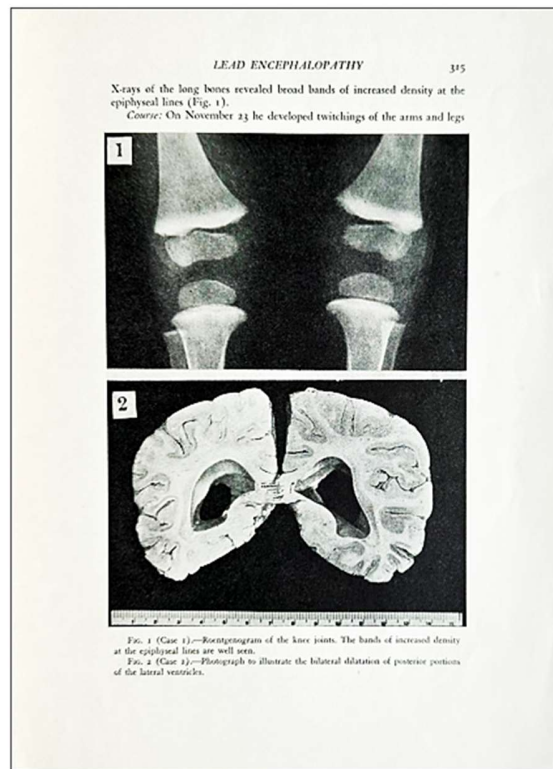 LEAD ENCEPHALOPATHY 315
X-rays of the long bones revealed broad bands of increased density at the
epiphyseal lines (Fig. 1).
Course: On November 23 he developed twitchings of the arms and legs
1
2
Fig. 1 (Case 1).—Roentgenogram of the knee joints. The bands of increased density
at the epiphyseal lines are well seen.
Fig. 2 (Case 2).—Photograph to illustrate the bilateral dilatation of posterior portions
of the lateral ventricles.